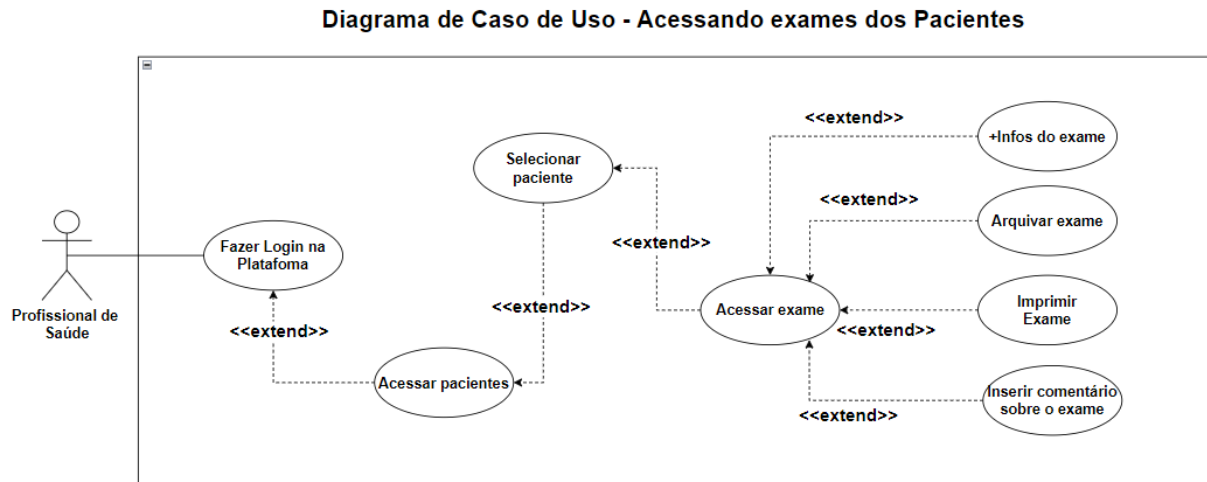 Diagrama de Caso de Uso - Acessando exames dos Pacientes
<<extend>>
+Infos do exame
Selecionar
paciente
<<extend>>
Arquivar exame
Fazer Login na
Platafoma
<<extend>>
Profissional de
Saúde
<<extend>>
Acessar exame
Imprimir
Exame
<<extend>>
<<extend>>
Acessar pacientes
Inserir comentário
sobre o exame
<<extend>>